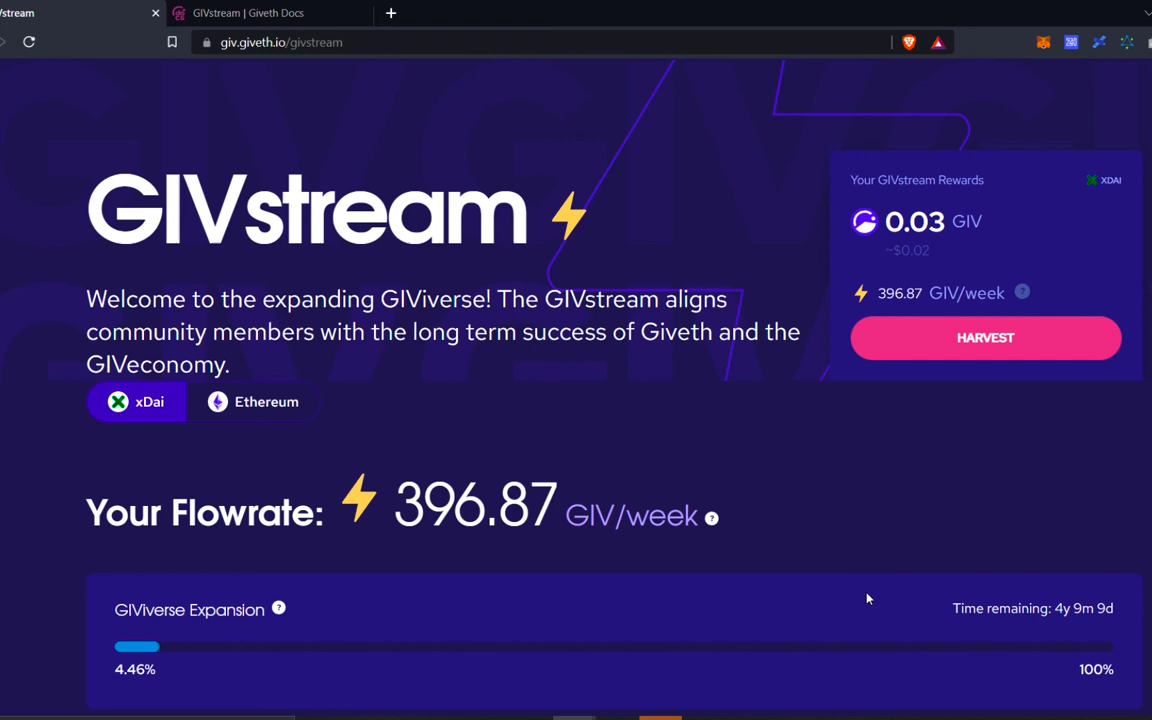 Vstream
GIVstream | Giveth Docs
giv.giveth.io/givstream
GIVstream
Welcome to the expanding GIViverse! The GIVstream aligns
community members with the long term success of Giveth and the
GIVeconomy.
Your GIVstream Rewards
XDAI
0.03 GIV
~$0.02
396.87 GIV/week ?
HARVEST
xDai
Ethereum
Your Flowrate: 396.87 GIV/week ?
GIViverse Expansion ?
Time remaining: 4y 9m 9d
4.46%
100%